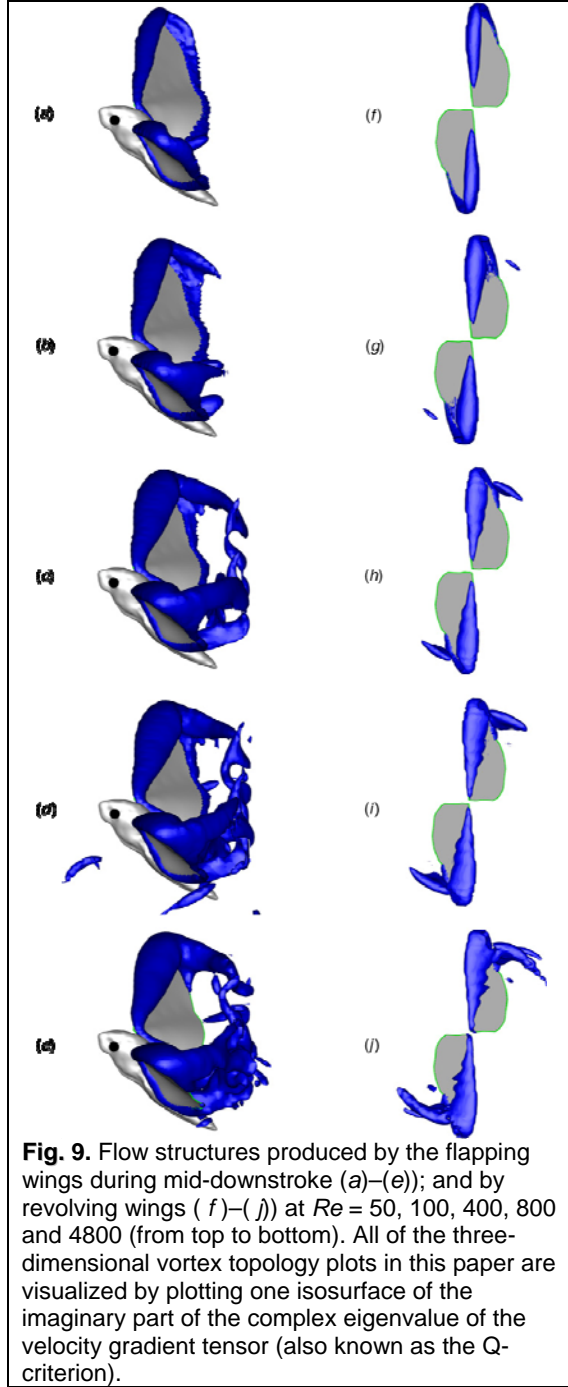 (a)
(f)
(b)
(g)
(c)
(h)
(d)
(i)
(e)
(j)
Fig. 9. Flow structures produced by the flapping
wings during mid-downstroke (a)–(e)); and by
revolving wings ( f )–( j)) at Re = 50, 100, 400, 800
and 4800 (from top to bottom). All of the three-
dimensional vortex topology plots in this paper are
visualized by plotting one isosurface of the
imaginary part of the complex eigenvalue of the
velocity gradient tensor (also known as the Q-
criterion).